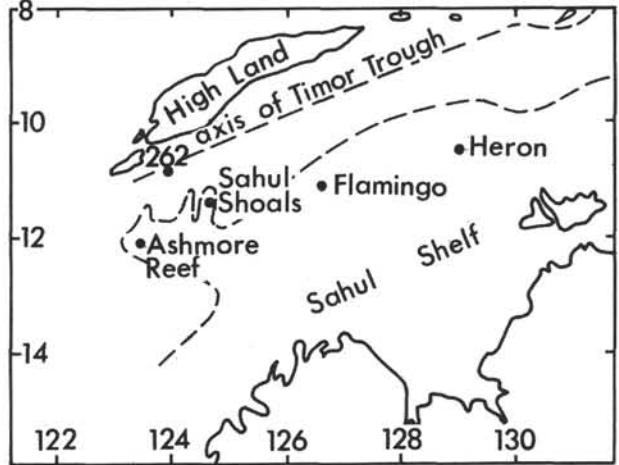 8
High Land
axis of Timor Trough
-10
262
Heron
Sahul
Shoals
Flamingo
-12
Ashmore
Reef
Sahul Shelf
-14
122 124 126 128 130